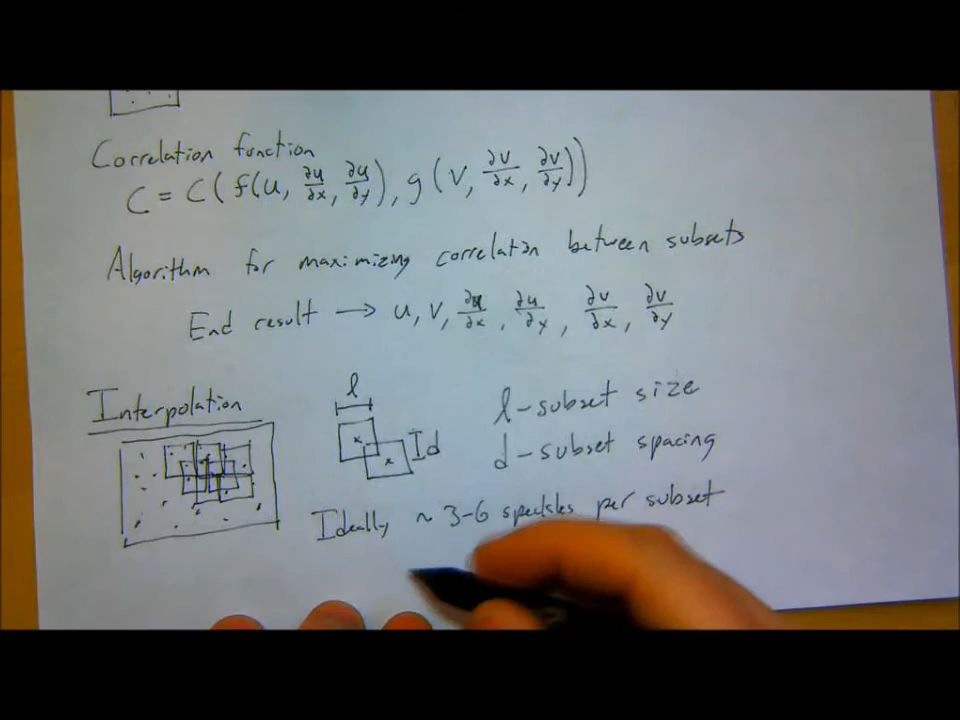 Correlation function
C = C ( f(u, ∂u/∂x, ∂u/∂y), g(v, ∂v/∂x, ∂v/∂y))
Algorithm for maximizing correlation between subsets
End result → u, v, ∂u/∂x, ∂u/∂y, ∂v/∂x, ∂v/∂y
Interpolation
l
d
l - subset size
d - subset spacing
Ideally ~ 3-6 speckles per subset